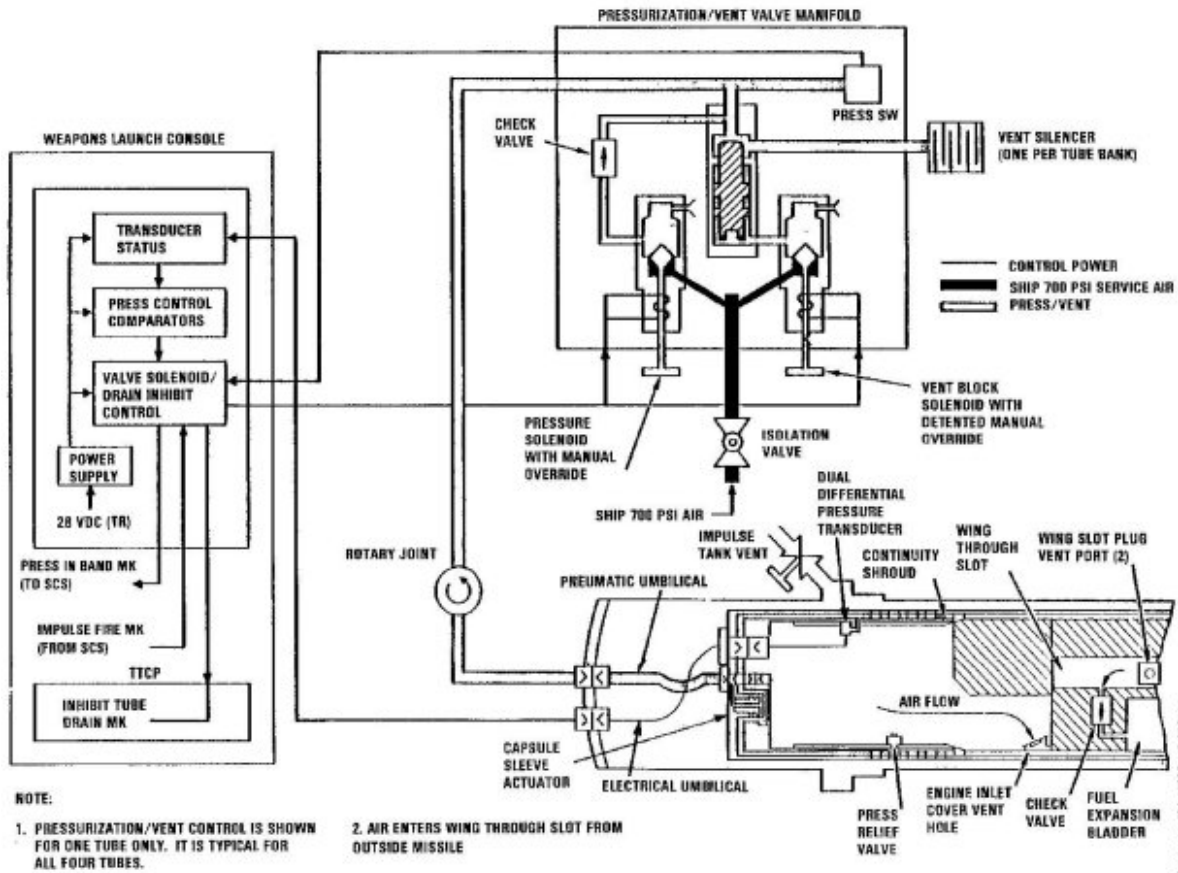 PRESSURIZATION/VENT VALVE MANIFOLD
PRESS SW
CHECK
VALVE
VENT SILENCER
(ONE PER TUBE BANK)
WEAPONS LAUNCH CONSOLE
TRANSDUCER
STATUS
PRESS CONTROL
COMPARATORS
VALVE SOLENOID/
DRAIN INHIBIT
CONTROL
POWER
SUPPLY
28 VDC (TR)
PRESS IN BAND MK
(TO SCS)
IMPULSE FIRE MK
(FROM SCS)
TTCP
INHIBIT TUBE
DRAIN MK
CONTROL POWER
SHIP 700 PSI SERVICE AIR
PRESS/VENT
PRESSURE
SOLENOID
WITH MANUAL
OVERRIDE
ISOLATION
VALVE
VENT BLOCK
SOLENOID WITH
DETENTED MANUAL
OVERRIDE
SHIP 700 PSI AIR
ROTARY JOINT
IMPULSE
TANK VENT
DUAL
DIFFERENTIAL
PRESSURE
TRANSDUCER
CONTINUITY
SHROUD
WING
THROUGH
SLOT
WING SLOT PLUG
VENT PORT (2)
PNEUMATIC UMBILICAL
AIR FLOW
CAPSULE
SLEEVE
ACTUATOR
ELECTRICAL UMBILICAL
PRESS
RELIEF
VALVE
ENGINE INLET
COVER VENT
HOLE
CHECK
VALVE
FUEL
EXPANSION
BLADDER
NOTE:
1. PRESSURIZATION/VENT CONTROL IS SHOWN
FOR ONE TUBE ONLY. IT IS TYPICAL FOR
ALL FOUR TUBES.
2. AIR ENTERS WING THROUGH SLOT FROM
OUTSIDE MISSILE